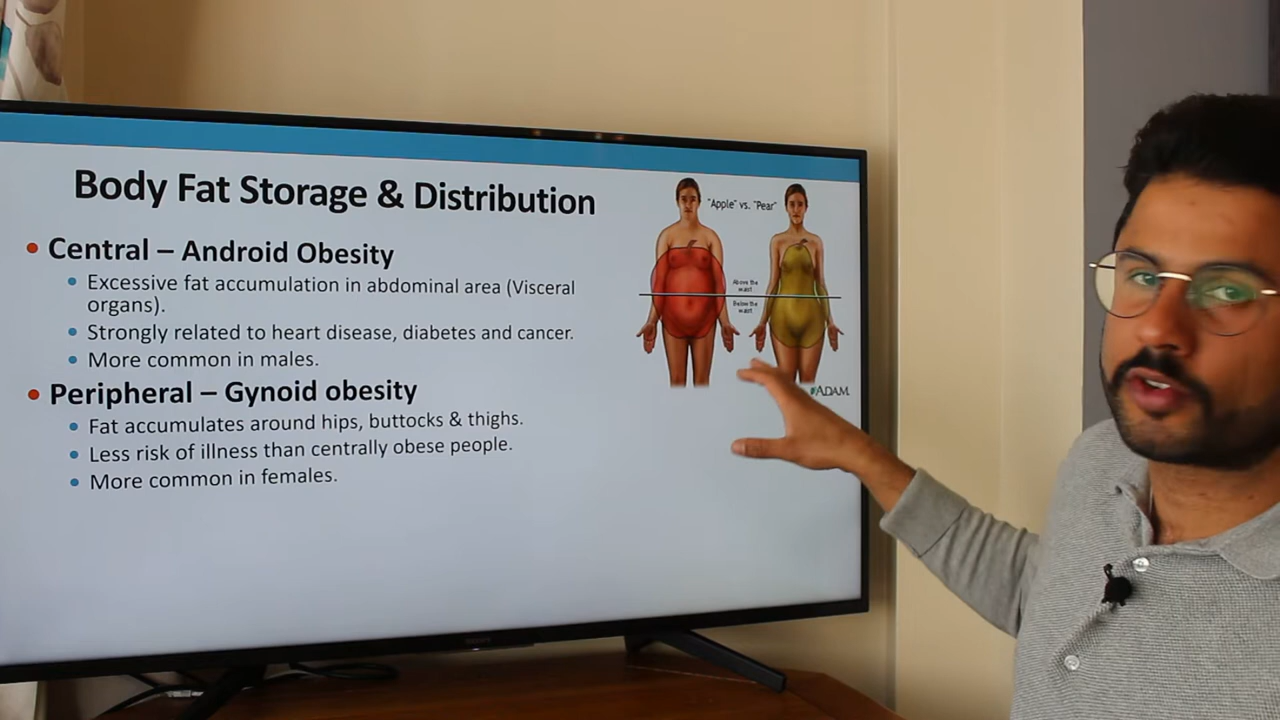 Body Fat Storage & Distribution
• Central – Android Obesity
• Excessive fat accumulation in abdominal area (Visceral
organs).
• Strongly related to heart disease, diabetes and cancer.
• More common in males.
• Peripheral – Gynoid obesity
• Fat accumulates around hips, buttocks & thighs.
• Less risk of illness than centrally obese people.
• More common in females.
"Apple" vs. "Pear"
Above the
waist
Below the
waist
ADAM.